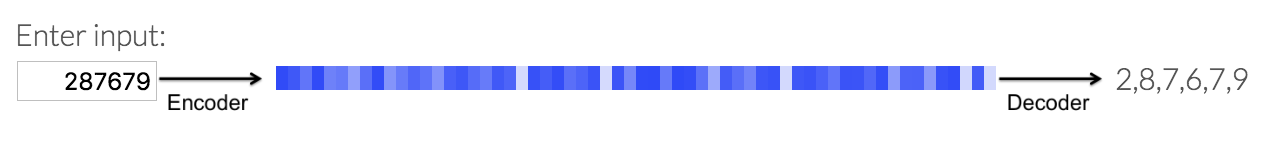 Enter input:
287679
Encoder
Decoder
2,8,7,6,7,9